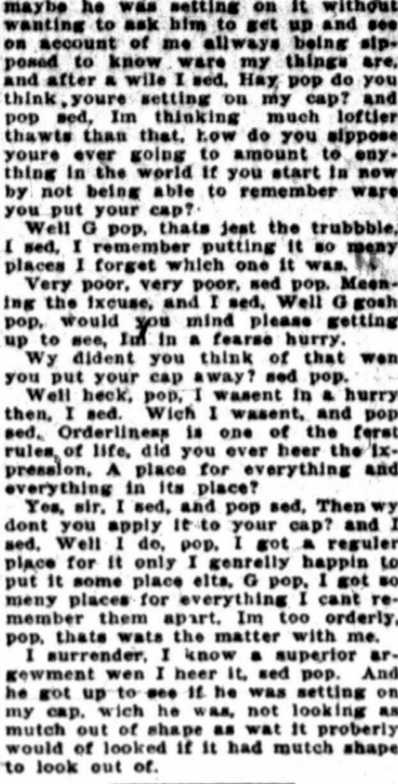 maybe he was setting on it without
wanting to ask him to get up and see
on account of me allways being sip-
posed to know ware my things are,
and after a wile I sed, Hay pop do you
think youre setting on my cap? and
pop sed, Im thinking much loftier
thawts than that, how do you sippose
youre ever going to amount to eny-
thing in the werld if you start in now
by not being able to remember ware
you put your cap?
Well G pop, thats jest the trubbble,
I sed, I remember putting it so meny
places I forget which one it was.
Very poor, very poor, sed pop. Meen-
ing the ixcuse, and I sed, Well G gosh
pop, would you mind please getting
up to see, Im in a fearse hurry.
Wy dident you think of that wen
you put your cap away? sed pop.
Well heck, pop, I wasent in a hurry
then, I sed. Wich I wasent, and pop
sed, Orderliness is one of the ferst
rules of life, did you ever heer the ix-
pression, A place for everything and
everything in its place?
Yes, sir, I sed, and pop sed, Then wy
dont you apply it to your cap? and I
sed, Well I do, pop, I got a reguler
place for it only I genrelly happin to
put it some place elts, G pop, I got so
meny places for everything I cant re-
member them apart, Im too orderly,
pop, thats wats the matter with me.
I surrender, I know a superior ar-
gewment wen I heer it, sed pop. And
he got up to see if he was setting on
my cap, wich he was, not looking as
mutch out of shape as wat it proberly
would of looked if it had mutch shape
to look out of.